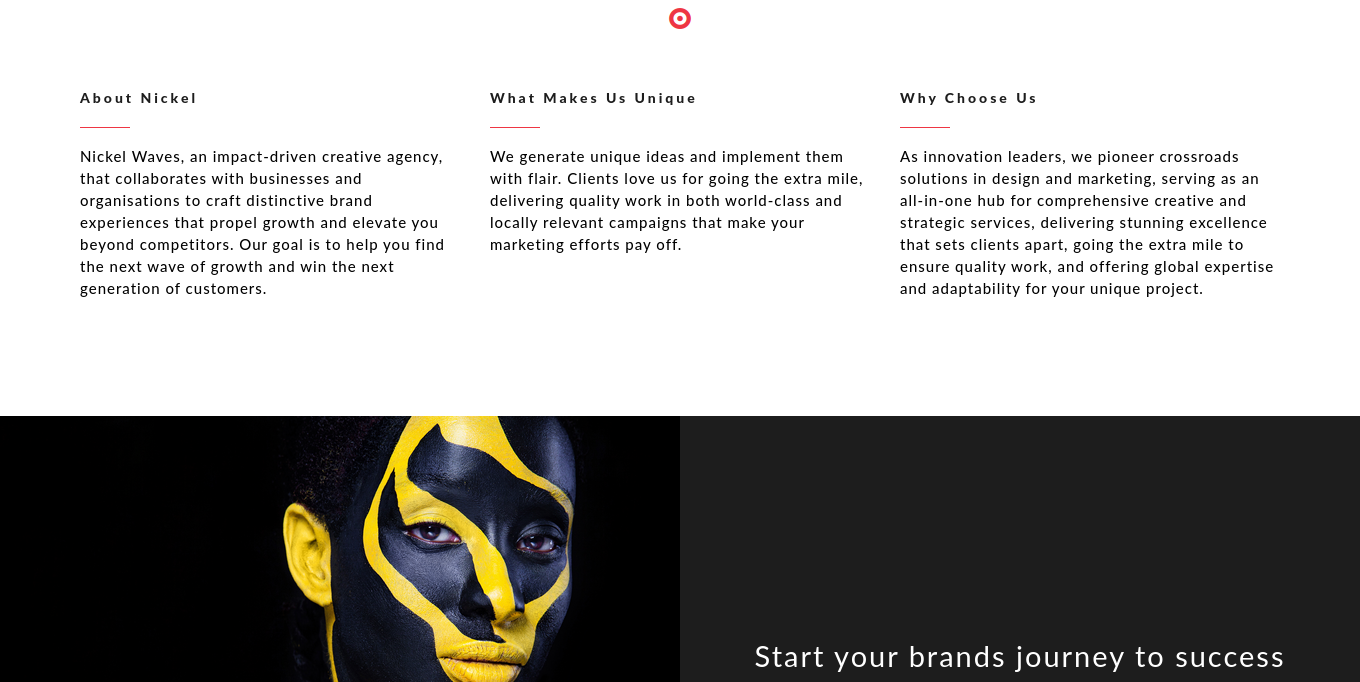 About Nickel
Nickel Waves, an impact-driven creative agency,
that collaborates with businesses and
organisations to craft distinctive brand
experiences that propel growth and elevate you
beyond competitors. Our goal is to help you find
the next wave of growth and win the next
generation of customers.
What Makes Us Unique
We generate unique ideas and implement them
with flair. Clients love us for going the extra mile,
delivering quality work in both world-class and
locally relevant campaigns that make your
marketing efforts pay off.
Why Choose Us
As innovation leaders, we pioneer crossroads
solutions in design and marketing, serving as an
all-in-one hub for comprehensive creative and
strategic services, delivering stunning excellence
that sets clients apart, going the extra mile to
ensure quality work, and offering global expertise
and adaptability for your unique project.
Start your brands journey to success